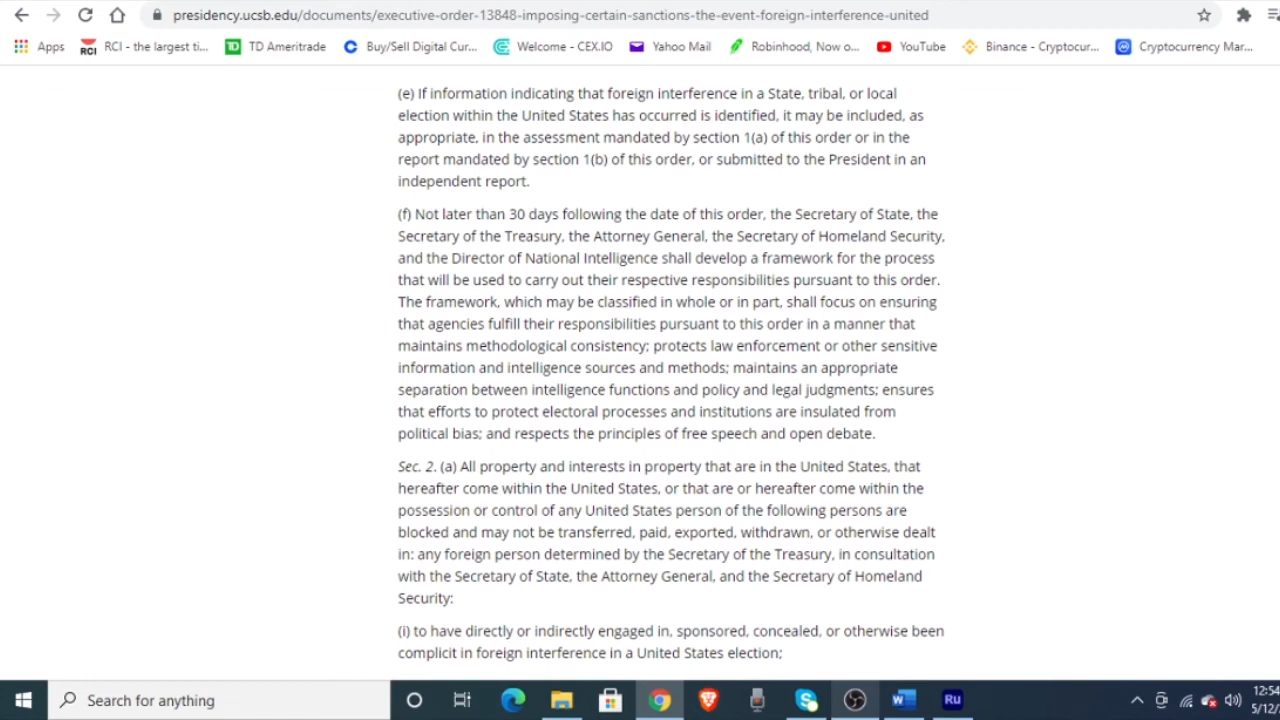 presidency.ucsb.edu/documents/executive-order-13848-imposing-certain-sanctions-the-event-foreign-interference-united
Apps RCI - the largest ti... TD Ameritrade Buy/Sell Digital Cur... Welcome - CEX.IO Yahoo Mail Robinhood, Now o... YouTube Binance - Cryptocur... Cryptocurrency Mar...
(e) If information indicating that foreign interference in a State, tribal, or local
election within the United States has occurred is identified, it may be included, as
appropriate, in the assessment mandated by section 1(a) of this order or in the
report mandated by section 1(b) of this order, or submitted to the President in an
independent report.
(f) Not later than 30 days following the date of this order, the Secretary of State, the
Secretary of the Treasury, the Attorney General, the Secretary of Homeland Security,
and the Director of National Intelligence shall develop a framework for the process
that will be used to carry out their respective responsibilities pursuant to this order.
The framework, which may be classified in whole or in part, shall focus on ensuring
that agencies fulfill their responsibilities pursuant to this order in a manner that
maintains methodological consistency; protects law enforcement or other sensitive
information and intelligence sources and methods; maintains an appropriate
separation between intelligence functions and policy and legal judgments; ensures
that efforts to protect electoral processes and institutions are insulated from
political bias; and respects the principles of free speech and open debate.
Sec. 2. (a) All property and interests in property that are in the United States, that
hereafter come within the United States, or that are or hereafter come within the
possession or control of any United States person of the following persons are
blocked and may not be transferred, paid, exported, withdrawn, or otherwise dealt
in: any foreign person determined by the Secretary of the Treasury, in consultation
with the Secretary of State, the Attorney General, and the Secretary of Homeland
Security:
(i) to have directly or indirectly engaged in, sponsored, concealed, or otherwise been
complicit in foreign interference in a United States election;
Search for anything Ru 12:54
5/12/